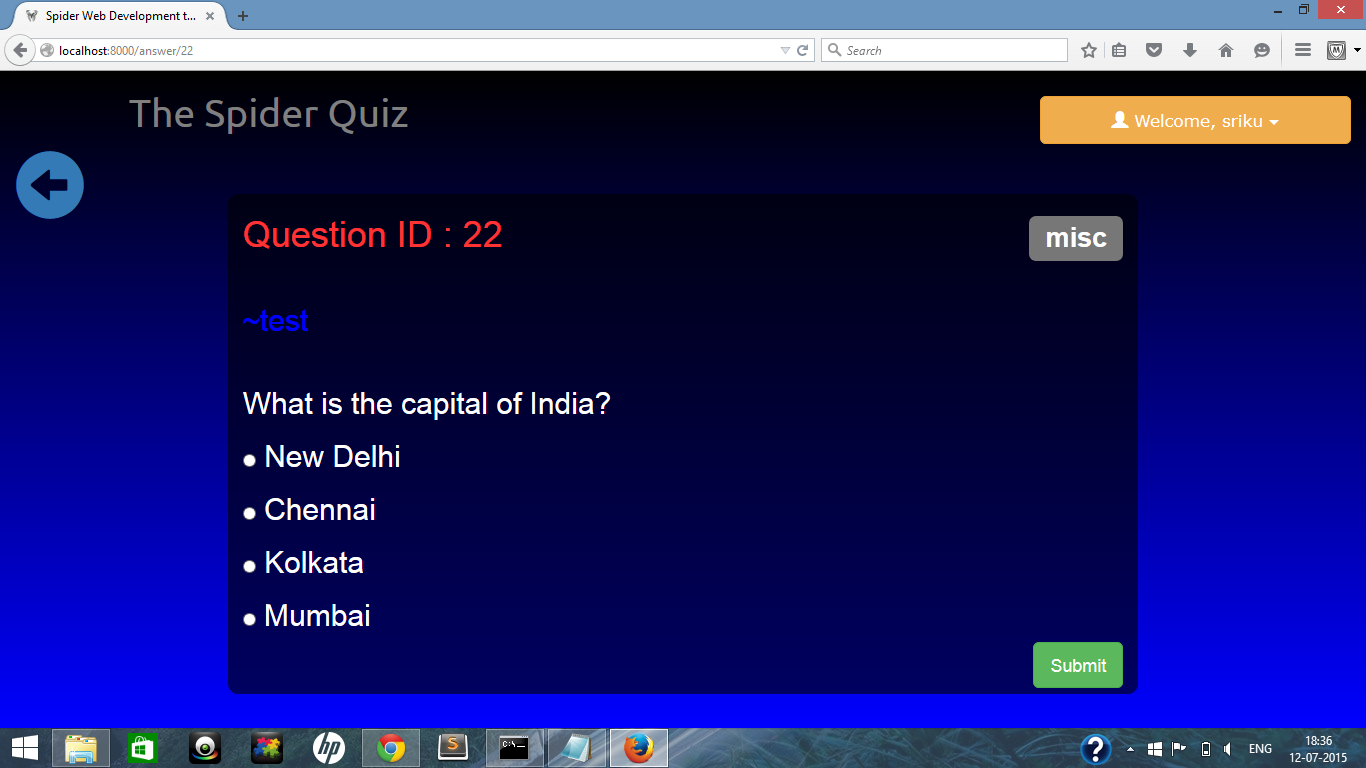 Spider Web Development t...
localhost:8000/answer/22
Search
The Spider Quiz
Welcome, sriku
Question ID : 22
misc
~test
What is the capital of India?
New Delhi
Chennai
Kolkata
Mumbai
Submit
hp
S
C:\
?
ENG
18:36
12-07-2015